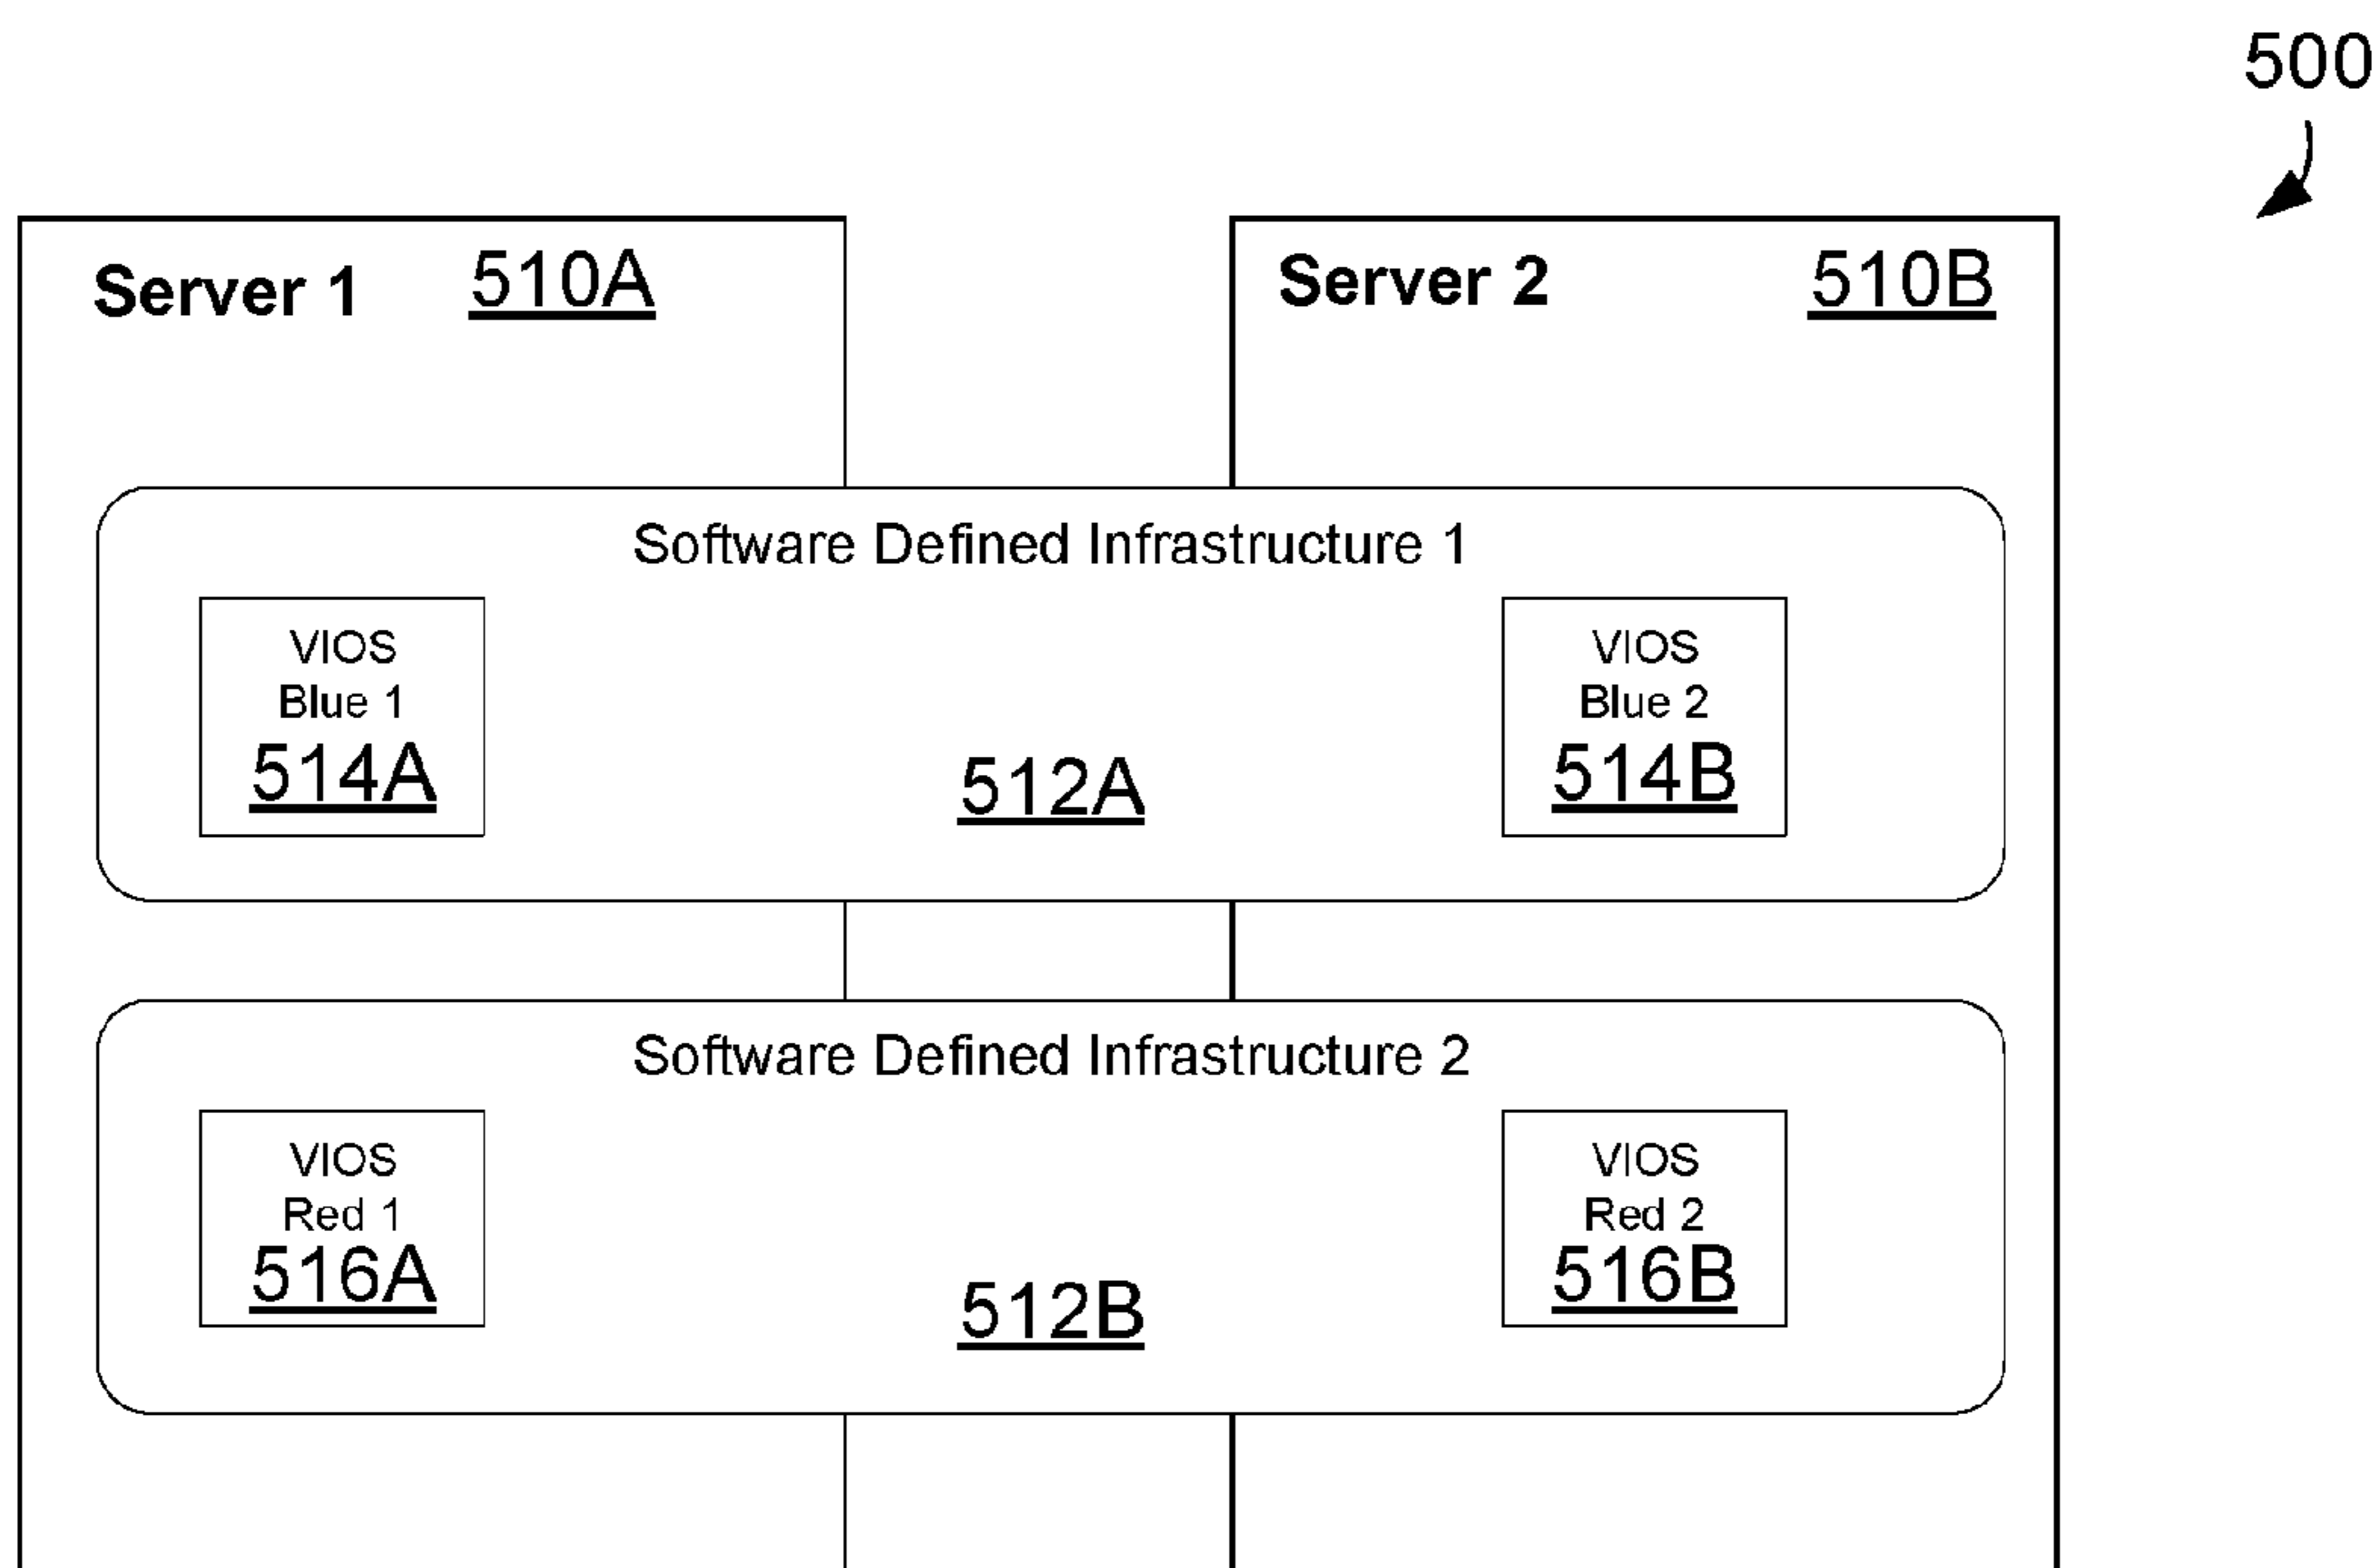 500
Server 1 510A
Server 2 510B
Software Defined Infrastructure 1
VIOS
Blue 1
514A
512A
VIOS
Blue 2
514B
Software Defined Infrastructure 2
VIOS
Red 1
516A
512B
VIOS
Red 2
516B